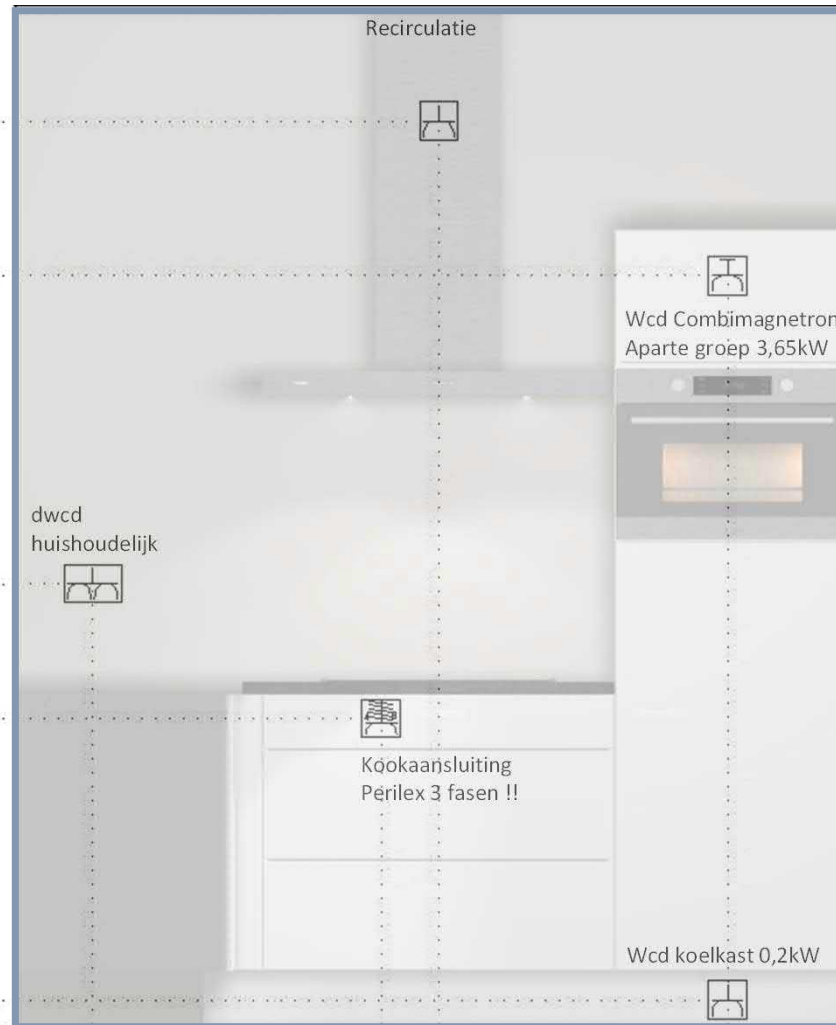 Recirculatie
Wcd Combimagnetron
Aparte groep 3,65kW
dwcd
huishoudelijk
Kookaansluiting
Perilex 3 fasen !!
Wcd koelkast 0,2kW